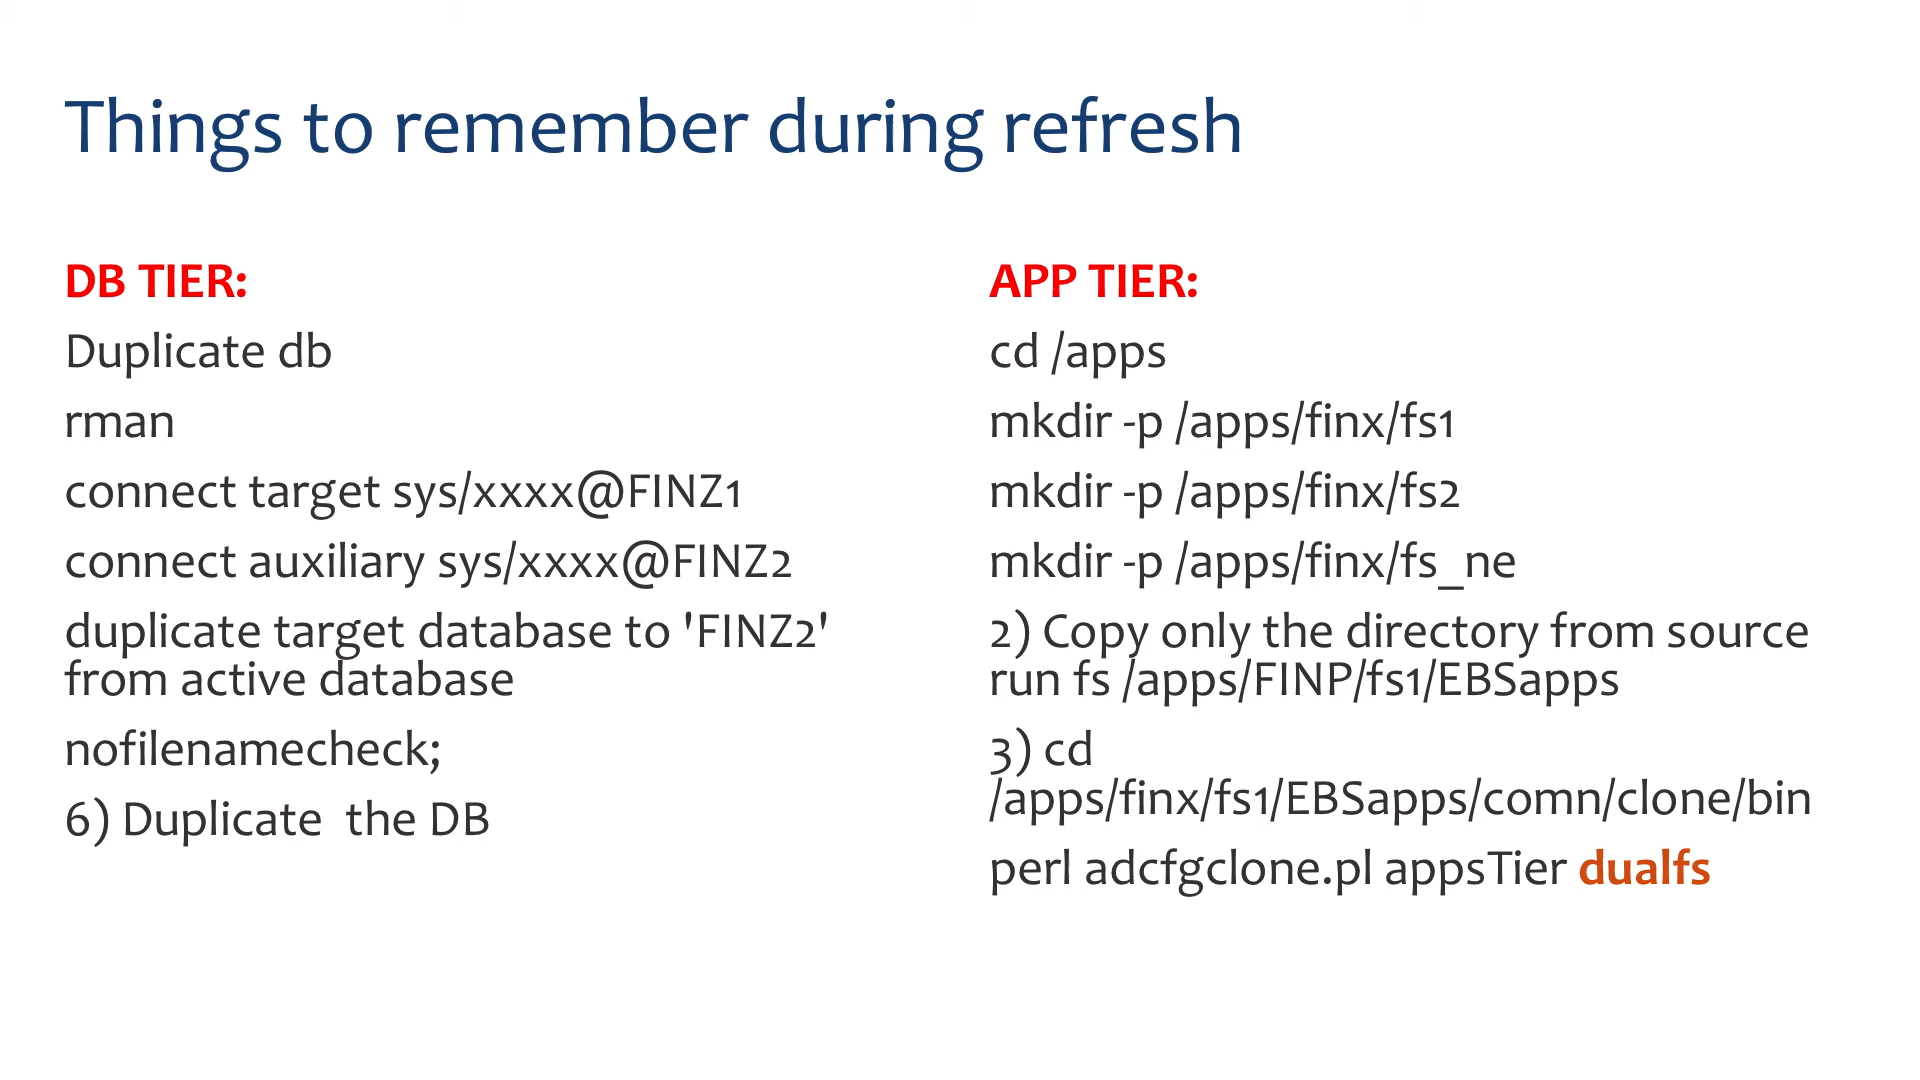 Things to remember during refresh
DB TIER:
Duplicate db
rman
connect target sys/xxxx@FINZ1
connect auxiliary sys/xxxx@FINZ2
duplicate target database to 'FINZ2'
from active database
nofilenamecheck;
6) Duplicate  the DB
APP TIER:
cd /apps
mkdir -p /apps/finx/fs1
mkdir -p /apps/finx/fs2
mkdir -p /apps/finx/fs_ne
2) Copy only the directory from source
run fs /apps/FINP/fs1/EBSapps
3) cd
/apps/finx/fs1/EBSapps/comn/clone/bin
perl adcfgclone.pl appsTier dualfs